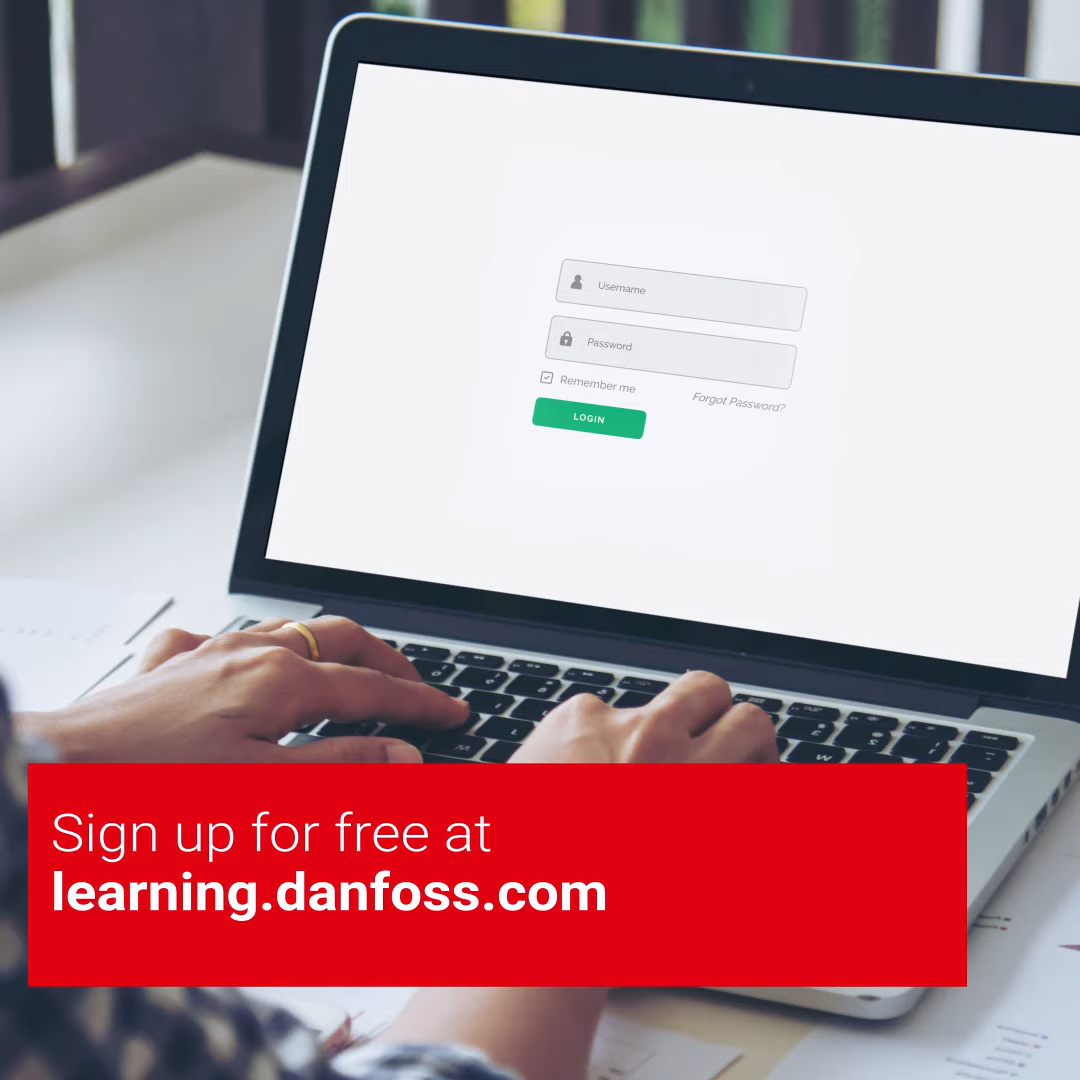 Username
Password
Remember me
Forgot Password?
LOGIN
Sign up for free at
learning.danfoss.com